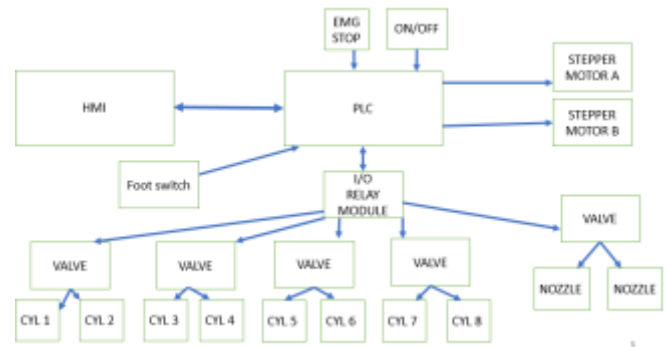 EMG
STOP
ON/OFF
HMI
PLC
STEPPER
MOTOR A
STEPPER
MOTOR B
Foot switch
I/O
RELAY
MODULE
VALVE
VALVE
VALVE
VALVE
VALVE
CYL 1
CYL 2
CYL 3
CYL 4
CYL 5
CYL 6
CYL 7
CYL 8
NOZZLE
NOZZLE